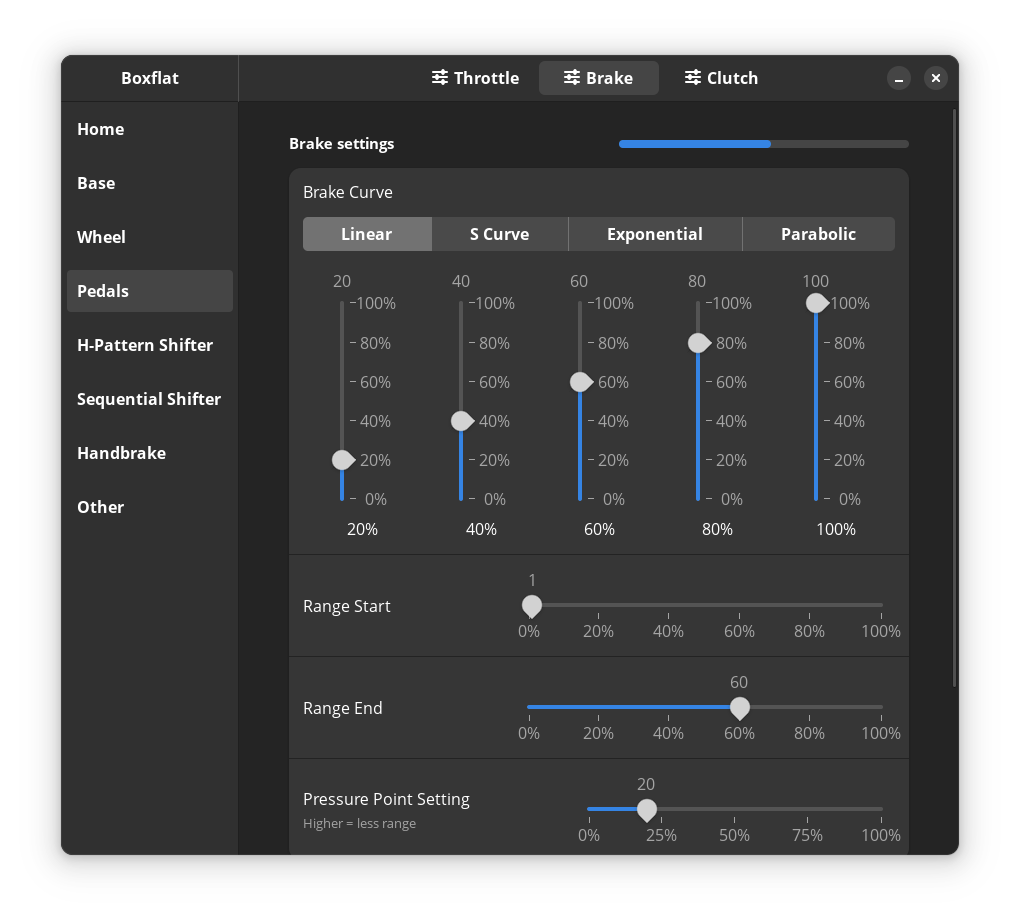 Boxflat
Throttle Brake Clutch
Home
Base
Wheel
Pedals
H-Pattern Shifter
Sequential Shifter
Handbrake
Other
Brake settings
Brake Curve
Linear S Curve Exponential Parabolic
20 40 60 80 100
100% 100% 100% 100% 100%
80% 80% 80% 80% 80%
60% 60% 60% 60% 60%
40% 40% 40% 40% 40%
20% 20% 20% 20% 20%
0% 0% 0% 0% 0%
20% 40% 60% 80% 100%
1
Range Start
0% 20% 40% 60% 80% 100%
60
Range End
0% 20% 40% 60% 80% 100%
20
Pressure Point Setting
Higher = less range
0% 25% 50% 75% 100%